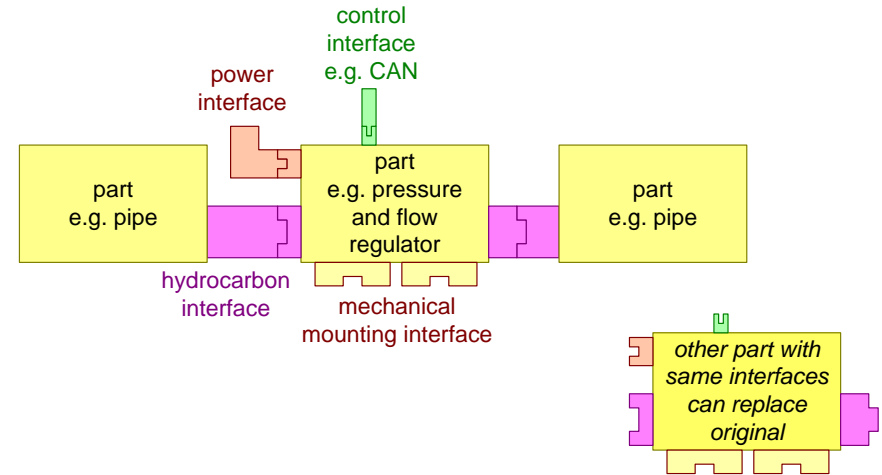 control
interface
e.g. CAN
power
interface
part
e.g. pipe
part
e.g. pressure
and flow
regulator
part
e.g. pipe
hydrocarbon
interface
mechanical
mounting interface
other part with
same interfaces
can replace
original